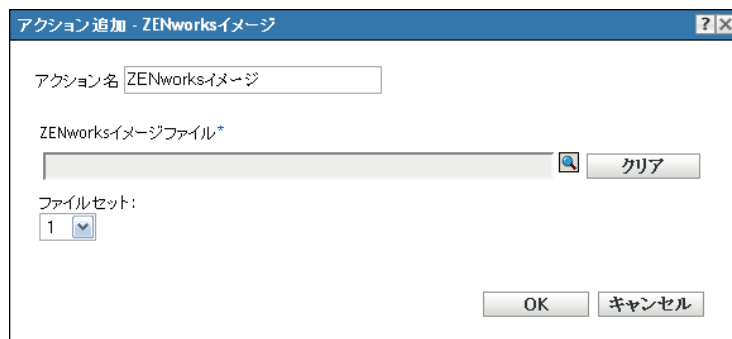 アクション追加 - ZENworksイメージ ? ×
アクション名 ZENworksイメージ
ZENworksイメージファイル*
クリア
ファイルセット:
1
OK キャンセル